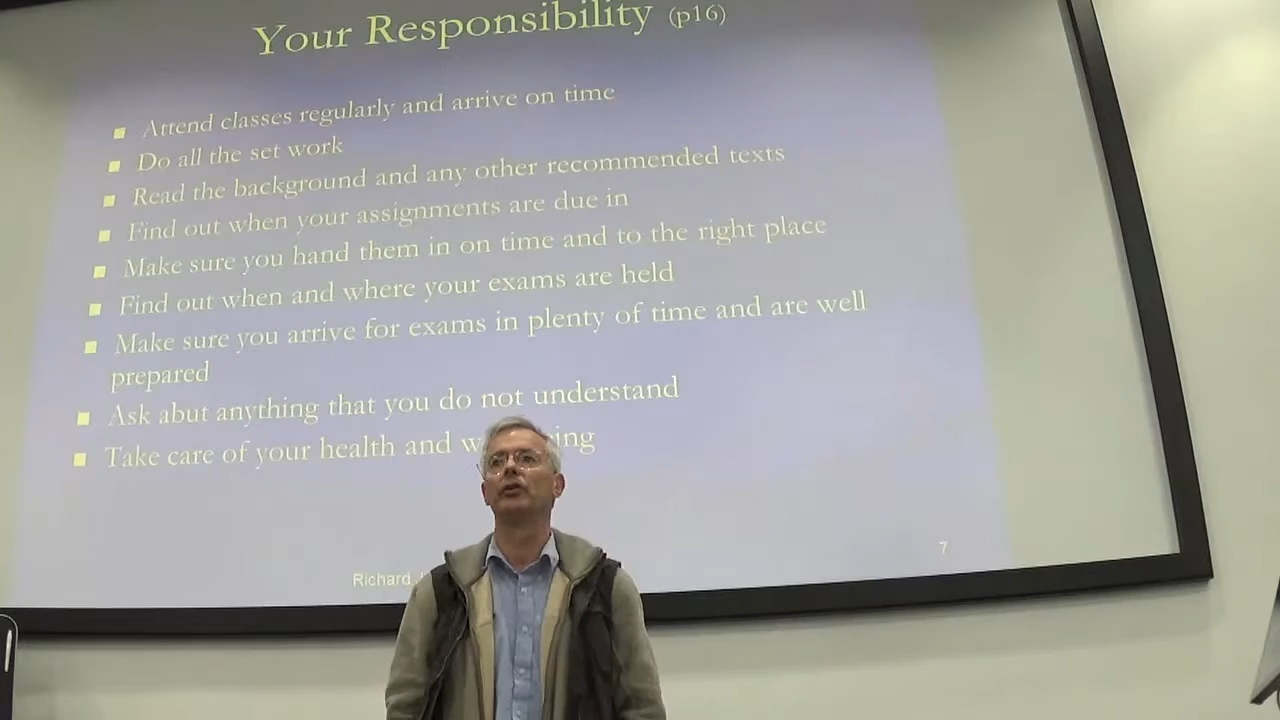 Your Responsibility (p16)
Attend classes regularly and arrive on time
Do all the set work
Read the background and any other recommended texts
Find out when your assignments are due in
Make sure you hand them in on time and to the right place
Find out when and where your exams are held
Make sure you arrive for exams in plenty of time and are well
prepared
Ask abut anything that you do not understand
Take care of your health and
7
Richard